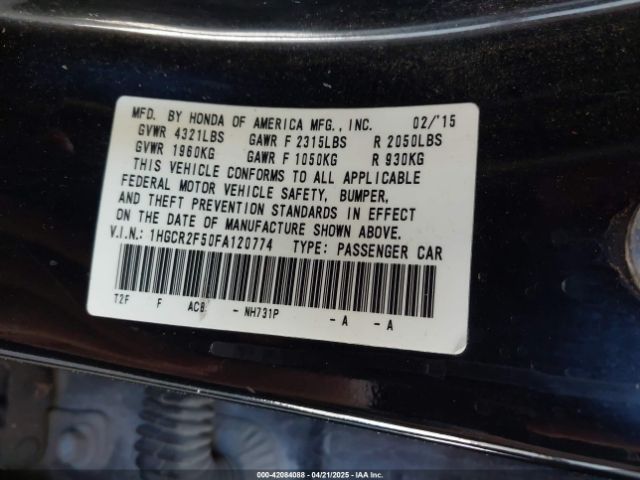 MFD. BY HONDA OF AMERICA MFG., INC. 02/'15
GVWR 4321LBS GAWR F 2315LBS R 2050LBS
GVWR 1960KG GAWR F 1050KG R 930KG
THIS VEHICLE CONFORMS TO ALL APPLICABLE
FEDERAL MOTOR VEHICLE SAFETY, BUMPER,
AND THEFT PREVENTION STANDARDS IN EFFECT
ON THE DATE OF MANUFACTURE SHOWN ABOVE.
V.I.N.: 1HGCR2F50FA120774 TYPE: PASSENGER CAR
T2F F ACB - NH731P - A - A
000-42084088 - 04/21/2025 - IAA Inc.